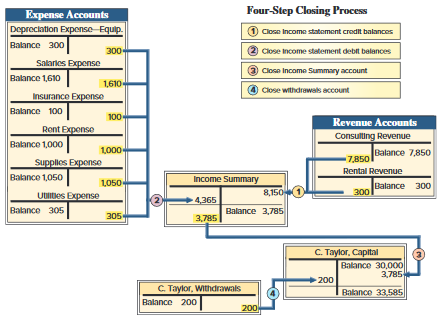 Expense Accounts
Depreciation Expense—Equip.
Balance 300
300
Salaries Expense
Balance 1,610
1,610
Insurance Expense
Balance 100
100
Rent Expense
Balance 1,000
1,000
Supplies Expense
Balance 1,050
1,050
Utilities Expense
Balance 305
305
Four-Step Closing Process
1 Close income statement credit balances
2 Close income statement debit balances
3 Close Income Summary account
4 Close withdrawals account
Revenue Accounts
Consulting Revenue
Balance 7,850
7,850
Rental Revenue
300 Balance 300
1
2
Income Summary
8,150
4,365
Balance 3,785
3,785
3
C. Taylor, Capital
Balance 30,000
3,785
200
Balance 33,585
C. Taylor, Withdrawals
Balance 200
200
4